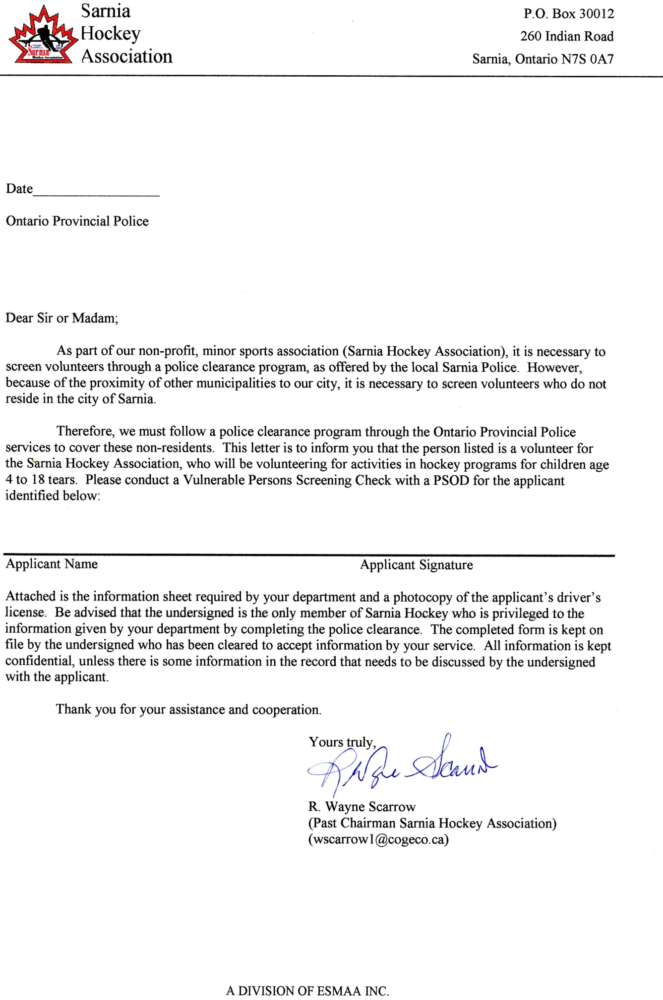 Sarnia
Hockey
Association
P.O. Box 30012
260 Indian Road
Sarnia, Ontario N7S 0A7
Sarnia
Hockey Association
Date
Ontario Provincial Police
Dear Sir or Madam;
As part of our non-profit, minor sports association (Sarnia Hockey Association), it is necessary to
screen volunteers through a police clearance program, as offered by the local Sarnia Police.  However,
because of the proximity of other municipalities to our city, it is necessary to screen volunteers who do not
reside in the city of Sarnia.
Therefore, we must follow a police clearance program through the Ontario Provincial Police
services to cover these non-residents.  This letter is to inform you that the person listed is a volunteer for
the Sarnia Hockey Association, who will be volunteering for activities in hockey programs for children age
4 to 18 tears.  Please conduct a Vulnerable Persons Screening Check with a PSOD for the applicant
identified below:
Applicant Name Applicant Signature
Attached is the information sheet required by your department and a photocopy of the applicant’s driver’s
license.  Be advised that the undersigned is the only member of Sarnia Hockey who is privileged to the
information given by your department by completing the police clearance.  The completed form is kept on
file by the undersigned who has been cleared to accept information by your service.  All information is kept
confidential, unless there is some information in the record that needs to be discussed by the undersigned
with the applicant.
Thank you for your assistance and cooperation.
Yours truly,
R Wayne Scarrow
R. Wayne Scarrow
(Past Chairman Sarnia Hockey Association)
(wscarrow1@cogeco.ca)
A DIVISION OF ESMAA INC.